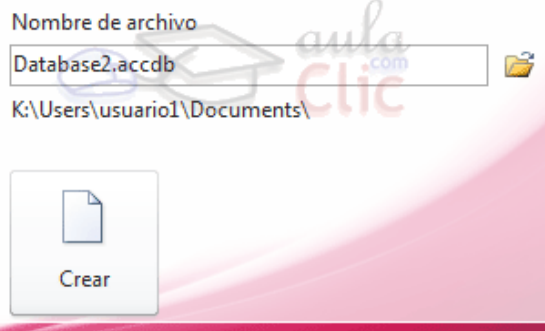 Nombre de archivo
aula
Database2.accdb
.com
Clic
K:\Users\usuario1\Documents\
Crear